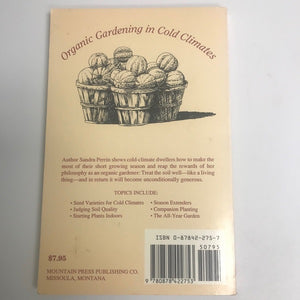 Organic Gardening in Cold Climates
Author Sandra Perrin shows cold-climate dwellers how to make the
most of their short growing season and reap the rewards of her
philosophy as an organic gardener: Treat the soil well—like a living
thing—and in return it will become unconditionally generous.
TOPICS INCLUDE:
• Seed Varieties for Cold Climates
• Judging Soil Quality
• Starting Plants Indoors
• Season Extenders
• Companion Planting
• The All-Year Garden
ISBN 0-87842-275-7
50795
$7.95
MOUNTAIN PRESS PUBLISHING CO.
MISSOULA, MONTANA
9 780878 422753